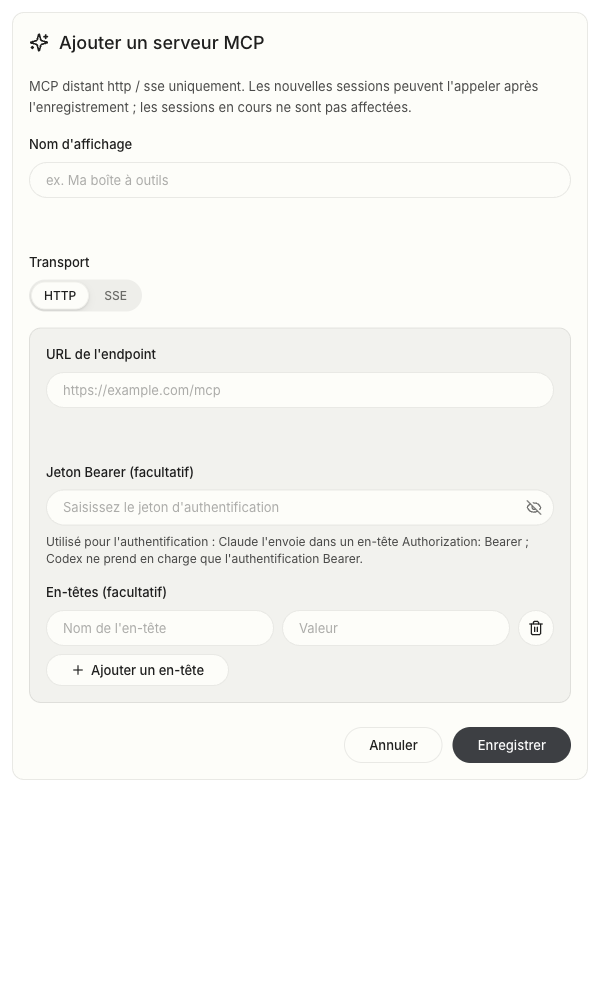 Ajouter un serveur MCP
MCP distant http / sse uniquement. Les nouvelles sessions peuvent l'appeler après
l'enregistrement ; les sessions en cours ne sont pas affectées.
Nom d'affichage
ex. Ma boîte à outils
Transport
HTTP SSE
URL de l'endpoint
https://example.com/mcp
Jeton Bearer (facultatif)
Saisissez le jeton d'authentification
Utilisé pour l'authentification : Claude l'envoie dans un en-tête Authorization: Bearer ;
Codex ne prend en charge que l'authentification Bearer.
En-têtes (facultatif)
Nom de l'en-tête Valeur
Ajouter un en-tête
Annuler Enregistrer